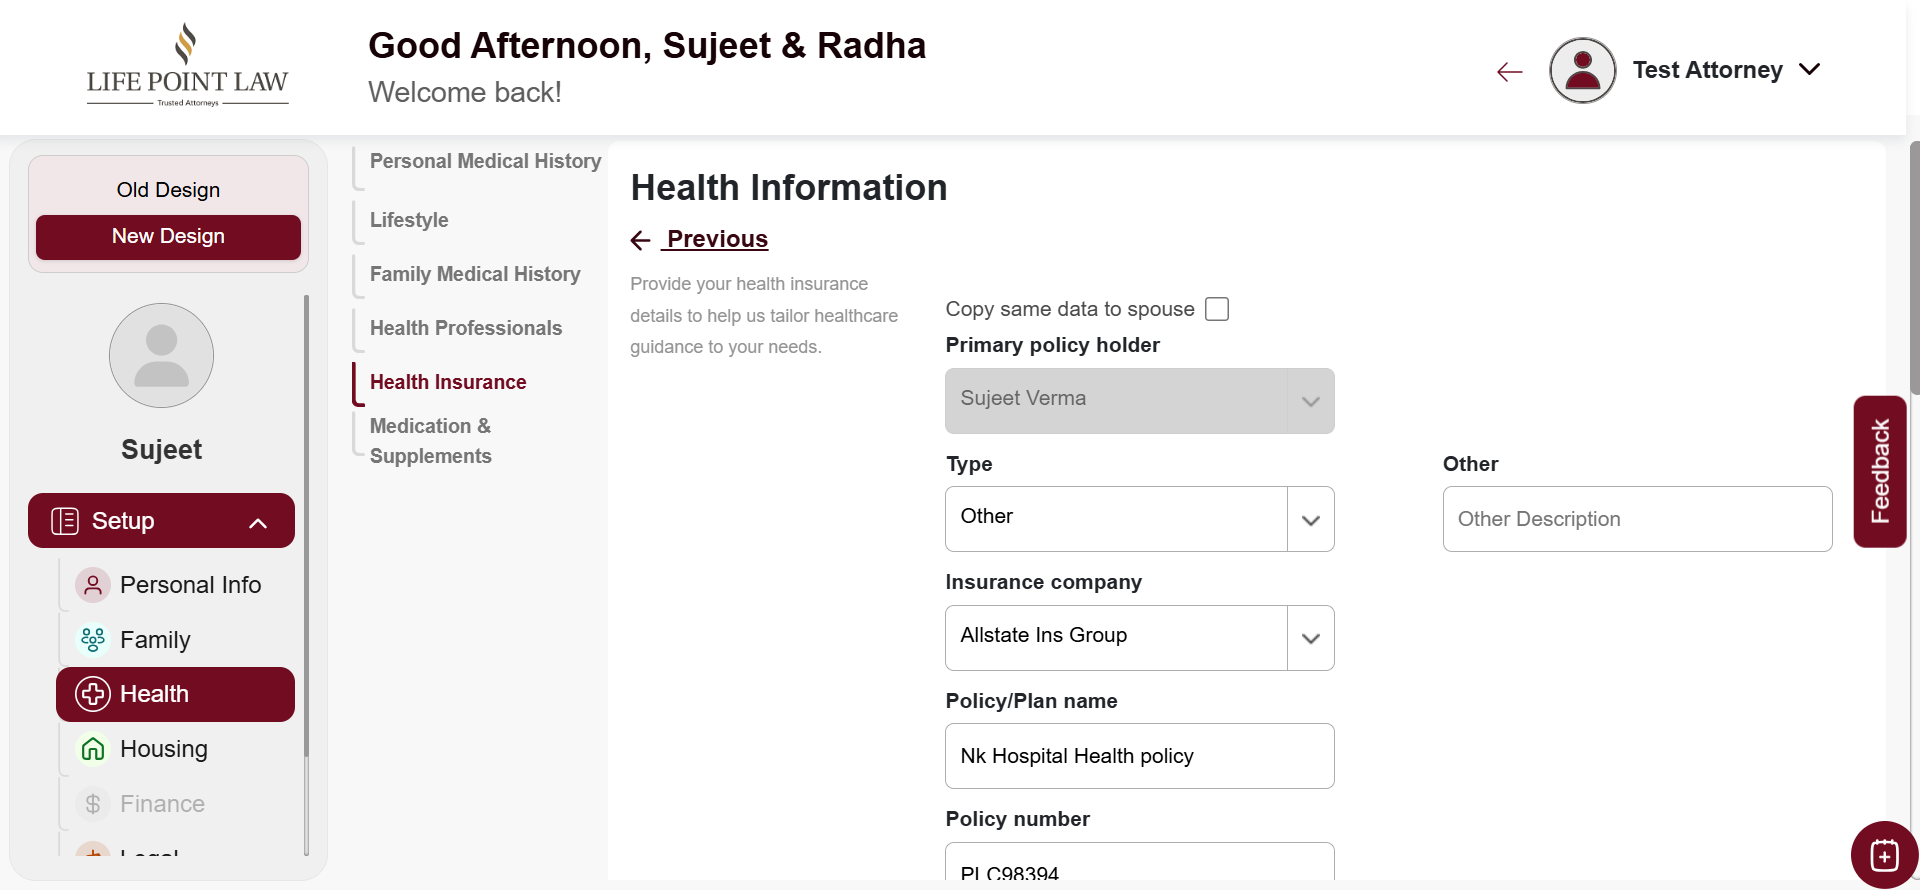 LIFE POINT LAW
Trusted Attorneys
Good Afternoon, Sujeet & Radha
Welcome back!
Test Attorney
Old Design
New Design
Sujeet
Setup
Personal Info
Family
Health
Housing
Finance
Legal
Personal Medical History
Lifestyle
Family Medical History
Health Professionals
Health Insurance
Medication &
Supplements
Health Information
Previous
Provide your health insurance
details to help us tailor healthcare
guidance to your needs.
Copy same data to spouse
Primary policy holder
Sujeet Verma
Type
Other
Other
Other Description
Insurance company
Allstate Ins Group
Policy/Plan name
Nk Hospital Health policy
Policy number
PLC98394
Feedback